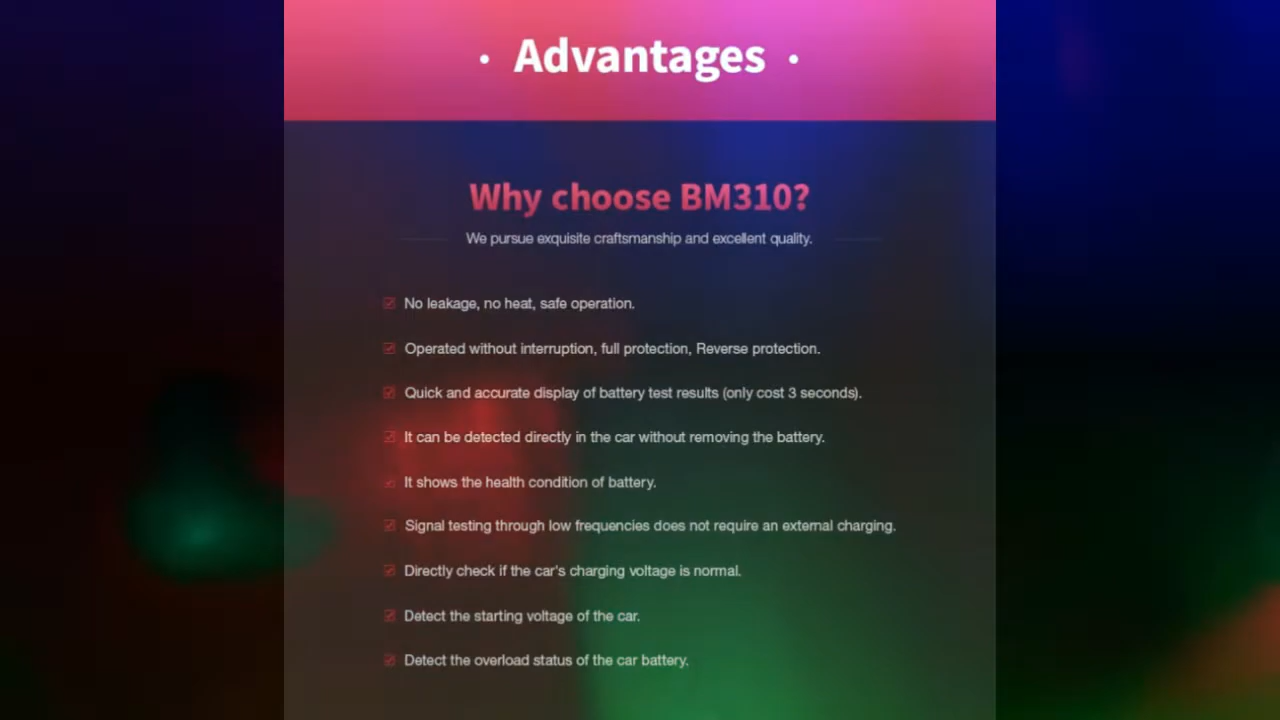 • Advantages •
Why choose BM310?
We pursue exquisite craftsmanship and excellent quality.
No leakage, no heat, safe operation.
Operated without interruption, full protection, Reverse protection.
Quick and accurate display of battery test results (only cost 3 seconds).
It can be detected directly in the car without removing the battery.
It shows the health condition of battery.
Signal testing through low frequencies does not require an external charging.
Directly check if the car's charging voltage is normal.
Detect the starting voltage of the car.
Detect the overload status of the car battery.